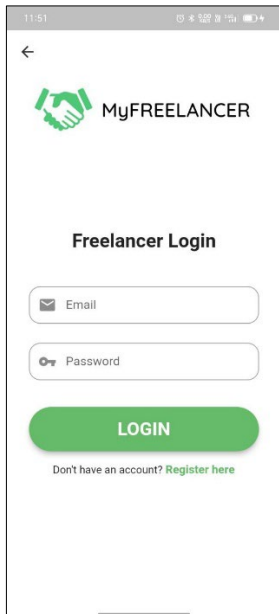 11:51
MyFREELANCER
Freelancer Login
Email
Password
LOGIN
Don't have an account? Register here